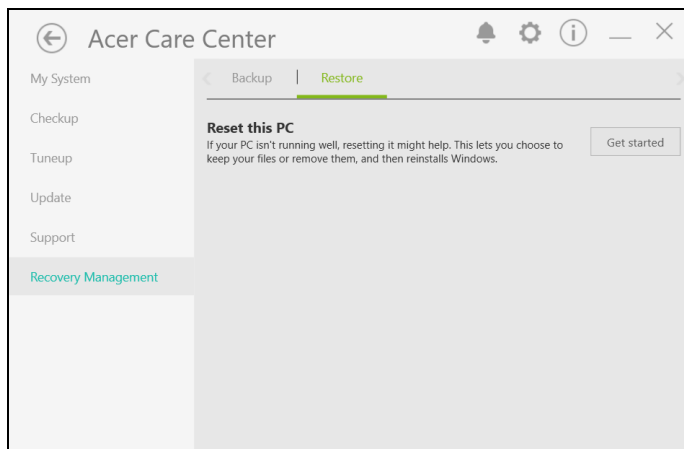 Acer Care Center
My System
Checkup
Tuneup
Update
Support
Recovery Management
Backup
Restore
Reset this PC
If your PC isn't running well, resetting it might help. This lets you choose to
keep your files or remove them, and then reinstalls Windows.
Get started